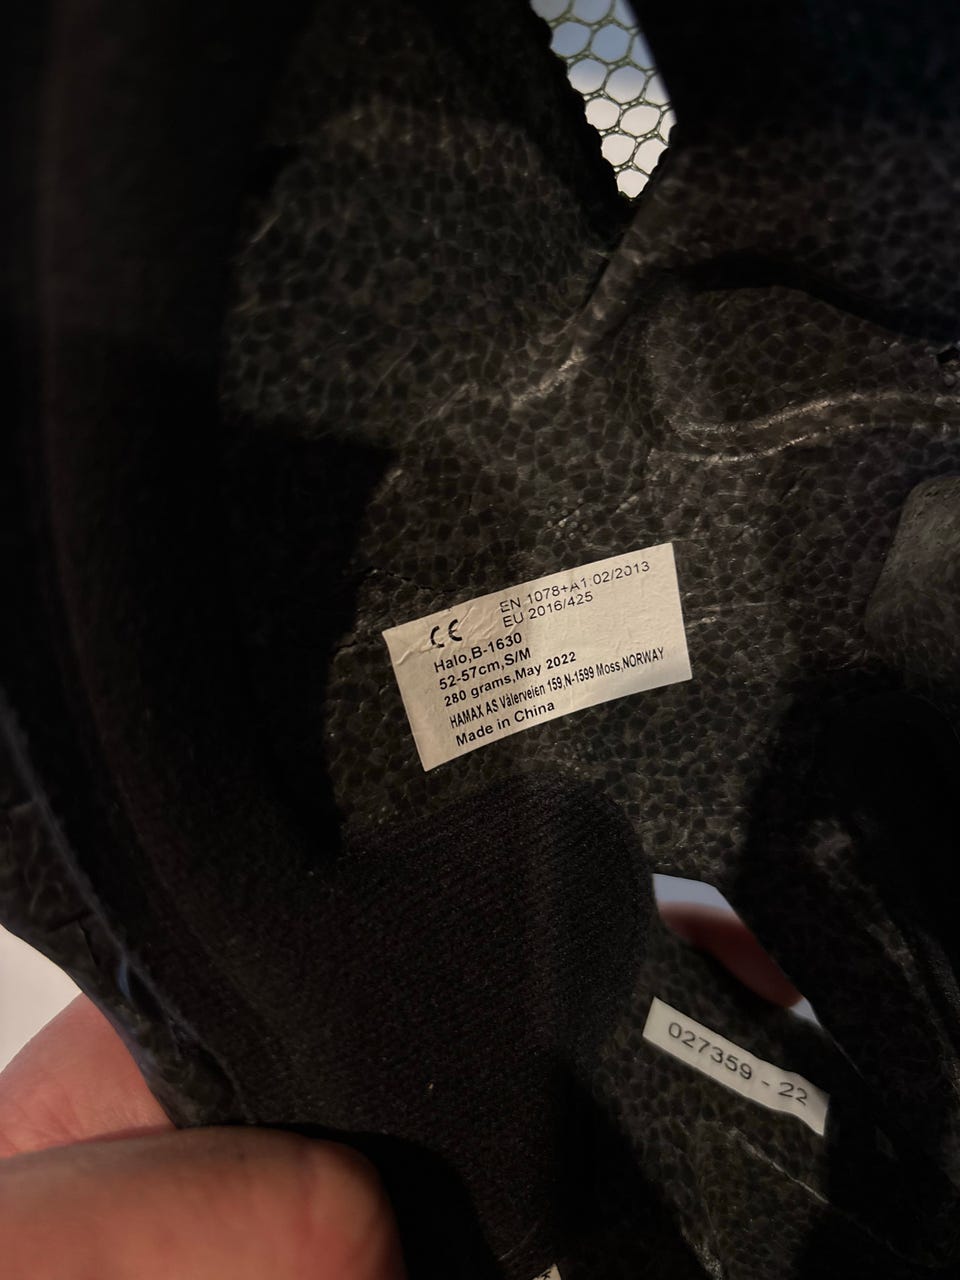 CE
EN 1078+A1:02/2013
EU 2016/425
Halo,B-1630
52-57cm,S/M
280 grams,May 2022
HAMAX AS Vålerveien 159,N-1599 Moss,NORWAY
Made in China
027359 - 22